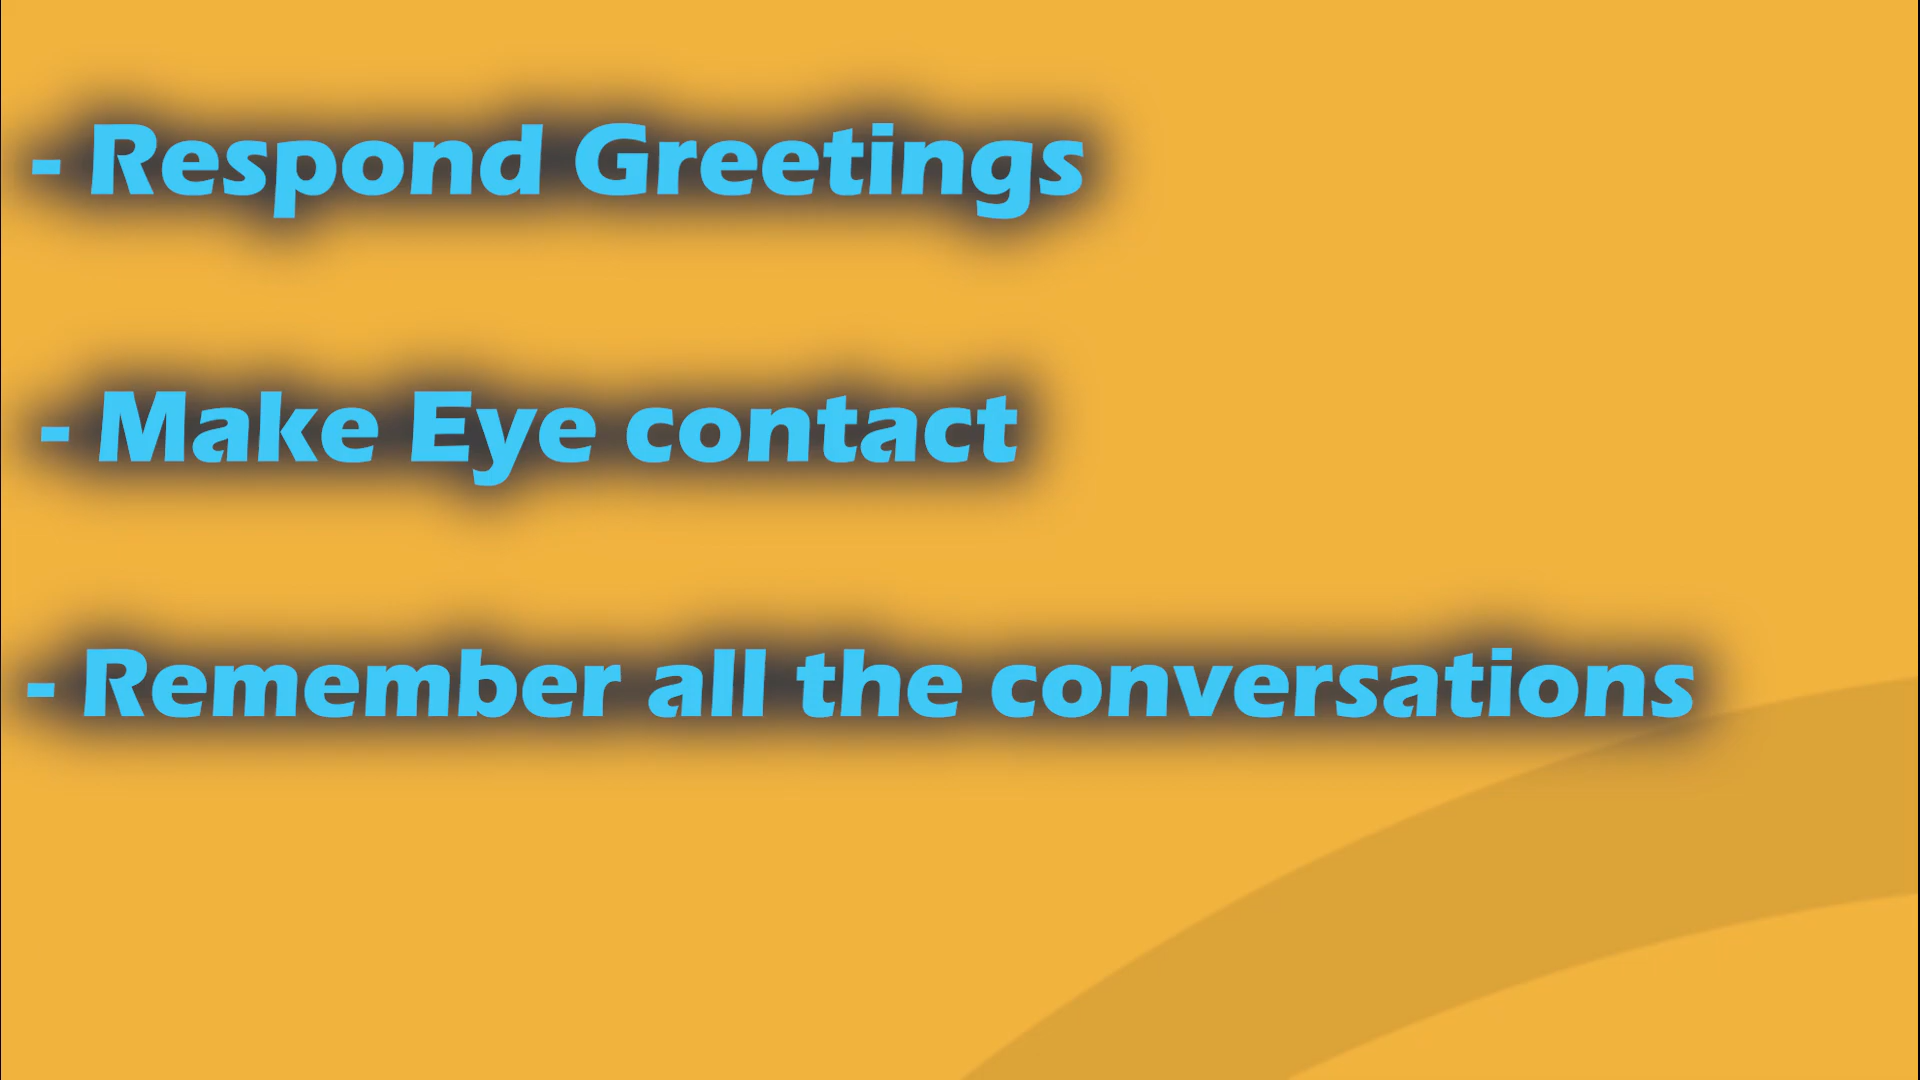 - Respond Greetings
- Make Eye contact
- Remember all the conversations